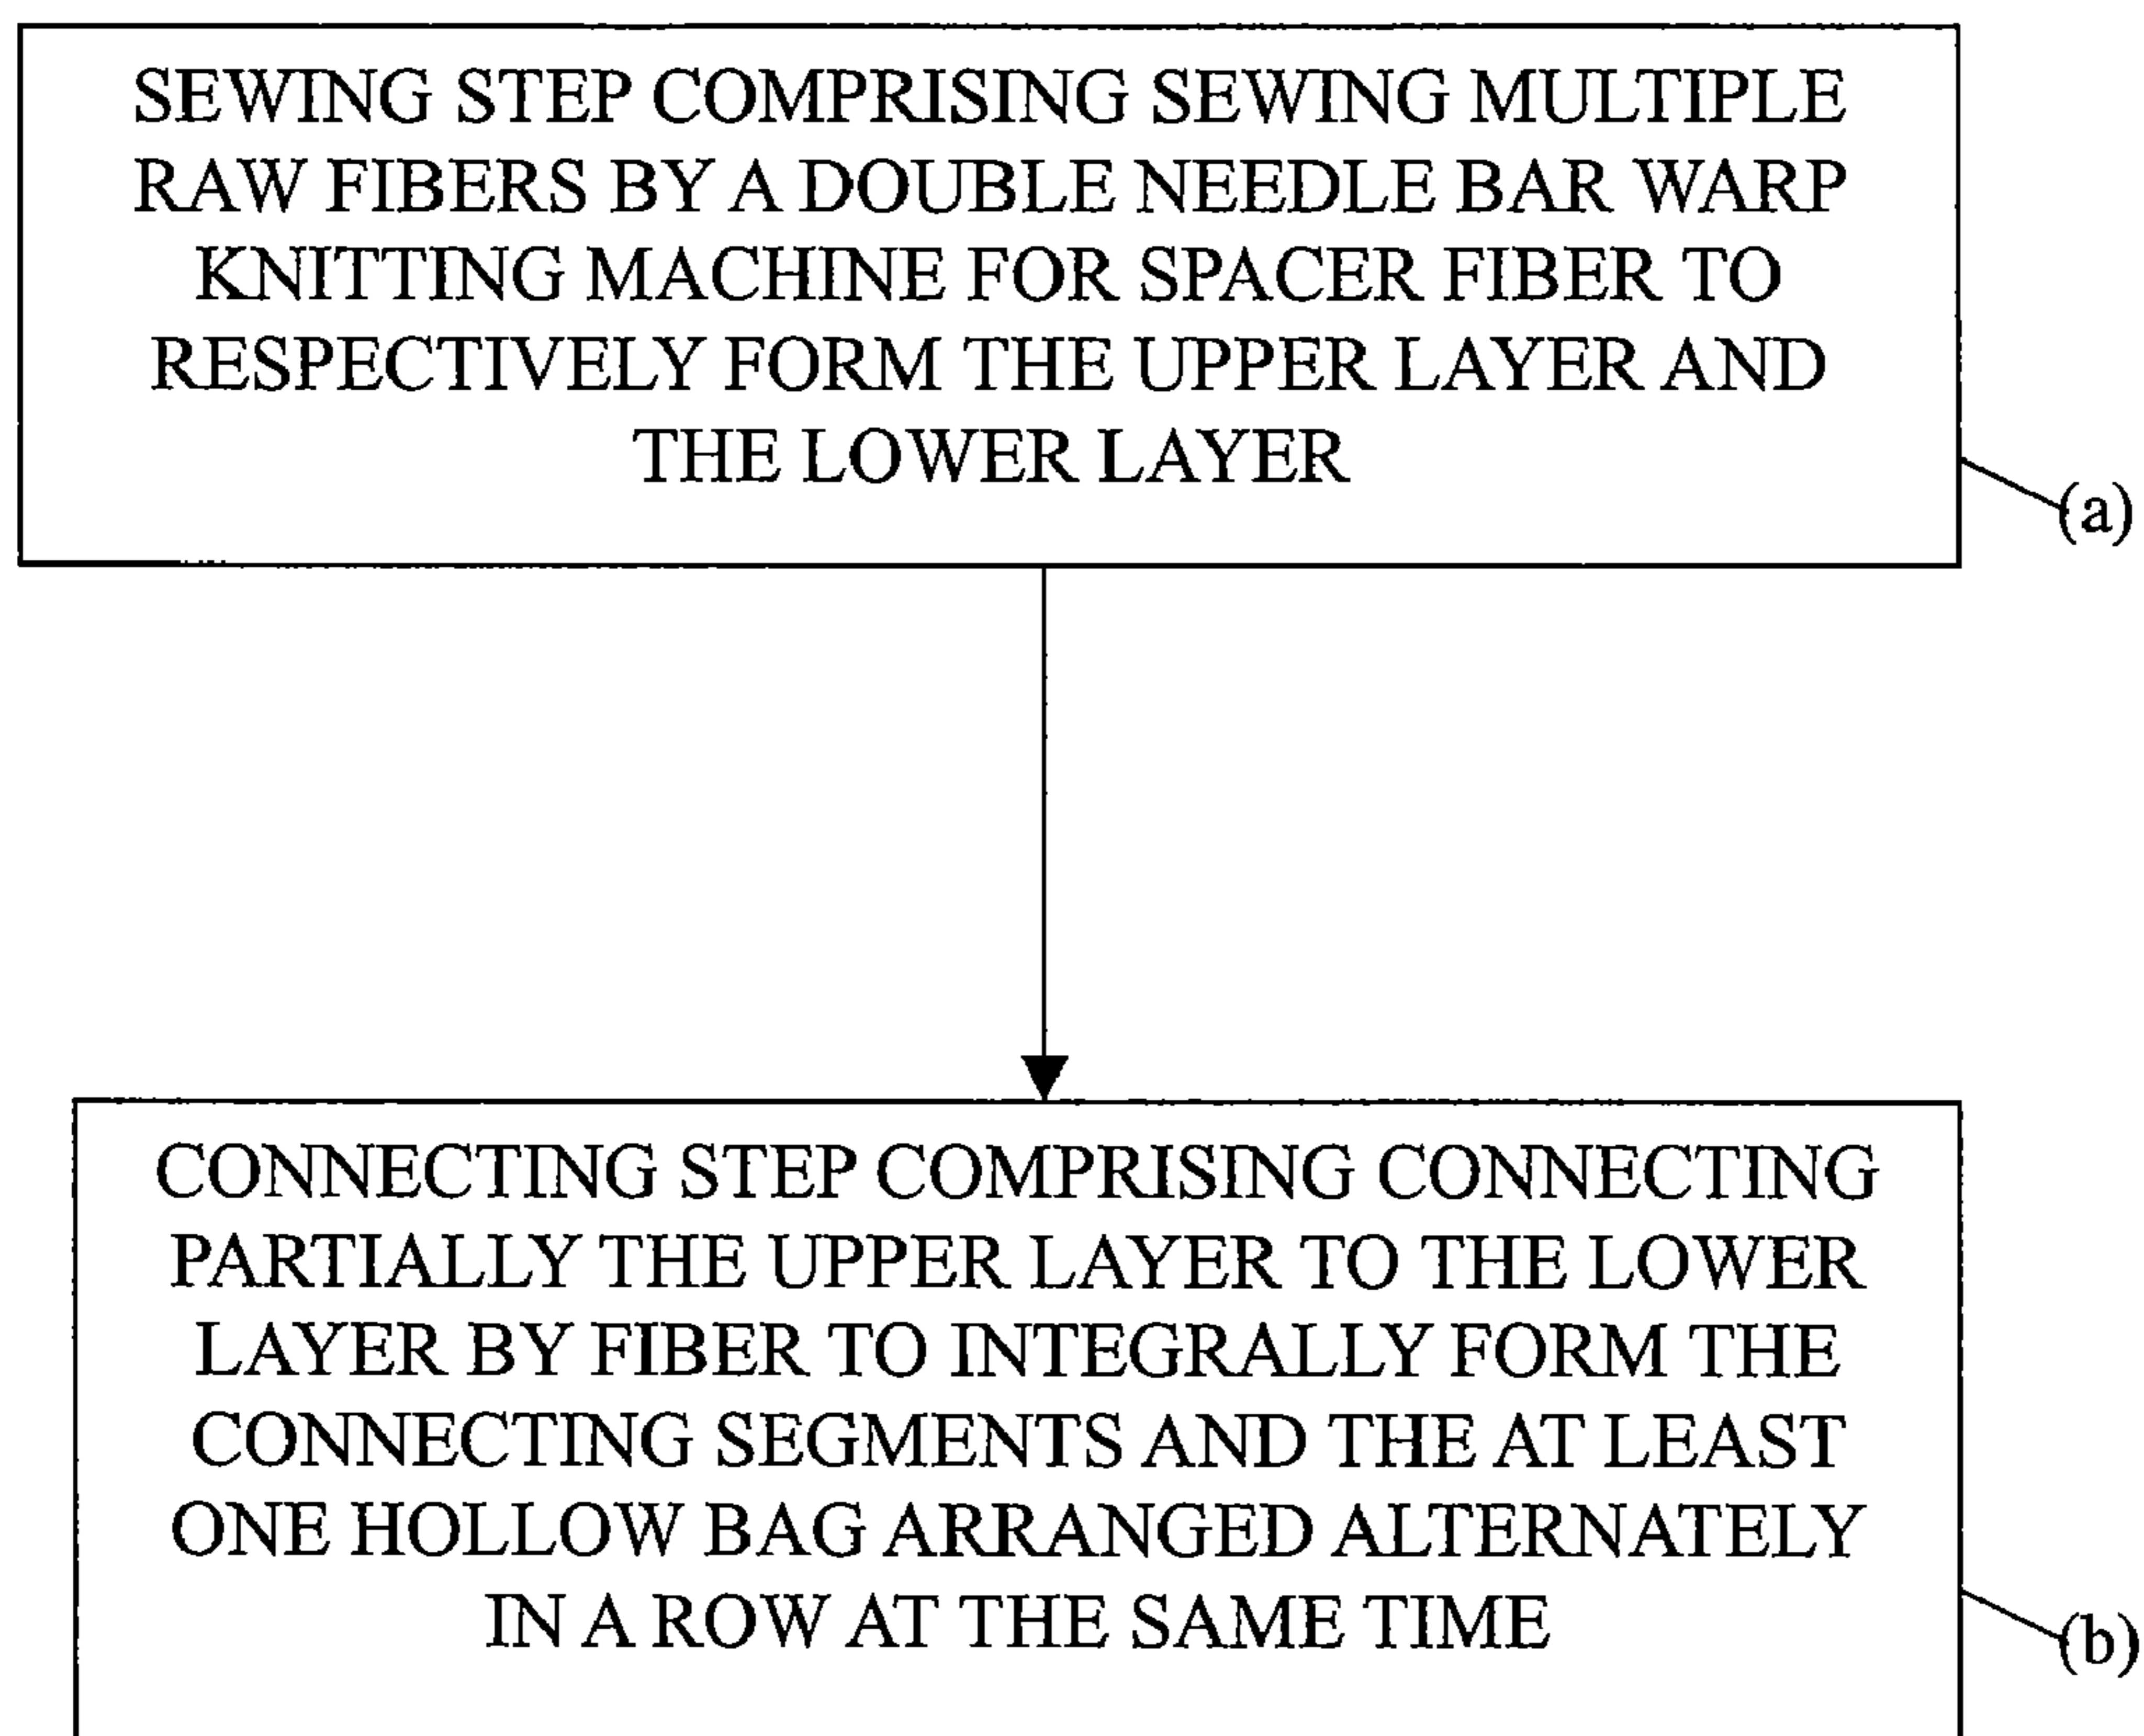 SEWING STEP COMPRISING SEWING MULTIPLE
RAW FIBERS BY A DOUBLE NEEDLE BAR WARP
KNITTING MACHINE FOR SPACER FIBER TO
RESPECTIVELY FORM THE UPPER LAYER AND
THE LOWER LAYER
(a)
CONNECTING STEP COMPRISING CONNECTING
PARTIALLY THE UPPER LAYER TO THE LOWER
LAYER BY FIBER TO INTEGRALLY FORM THE
CONNECTING SEGMENTS AND THE AT LEAST
ONE HOLLOW BAG ARRANGED ALTERNATELY
IN A ROW AT THE SAME TIME
(b)